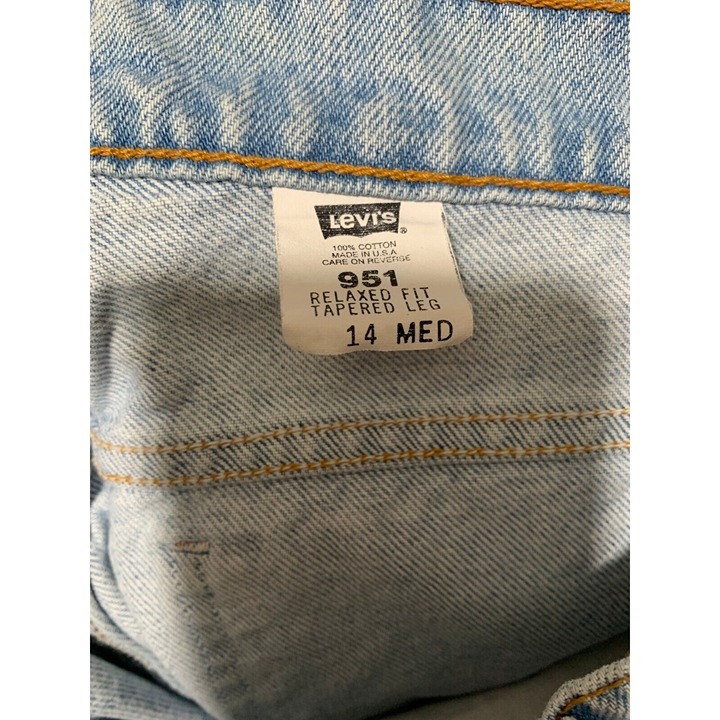 Levi's®
100% COTTON
MADE IN U.S.A
CARE ON REVERSE
951
RELAXED FIT
TAPERED LEG
14 MED